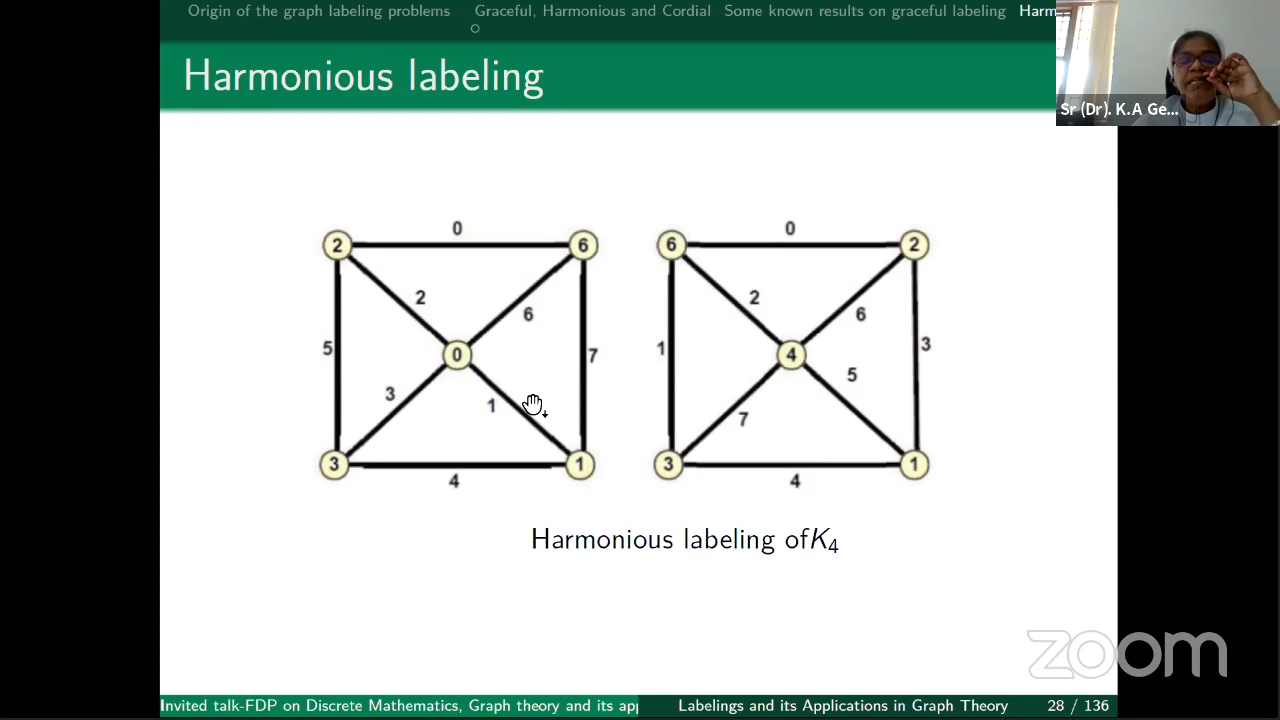 Origin of the graph labeling problems Graceful, Harmonious and Cordial Some known results on graceful labeling Harm
Harmonious labeling
Sr (Dr). K.A Ge...
0
2 6
2
6
5 0 7
3
1
3 1
4
0
6 2
2
6
1 4 3
5
7
3 1
4
Harmonious labeling ofK4
zoom
Invited talk-FDP on Discrete Mathematics, Graph theory and its app Labelings and its Applications in Graph Theory 28 / 136